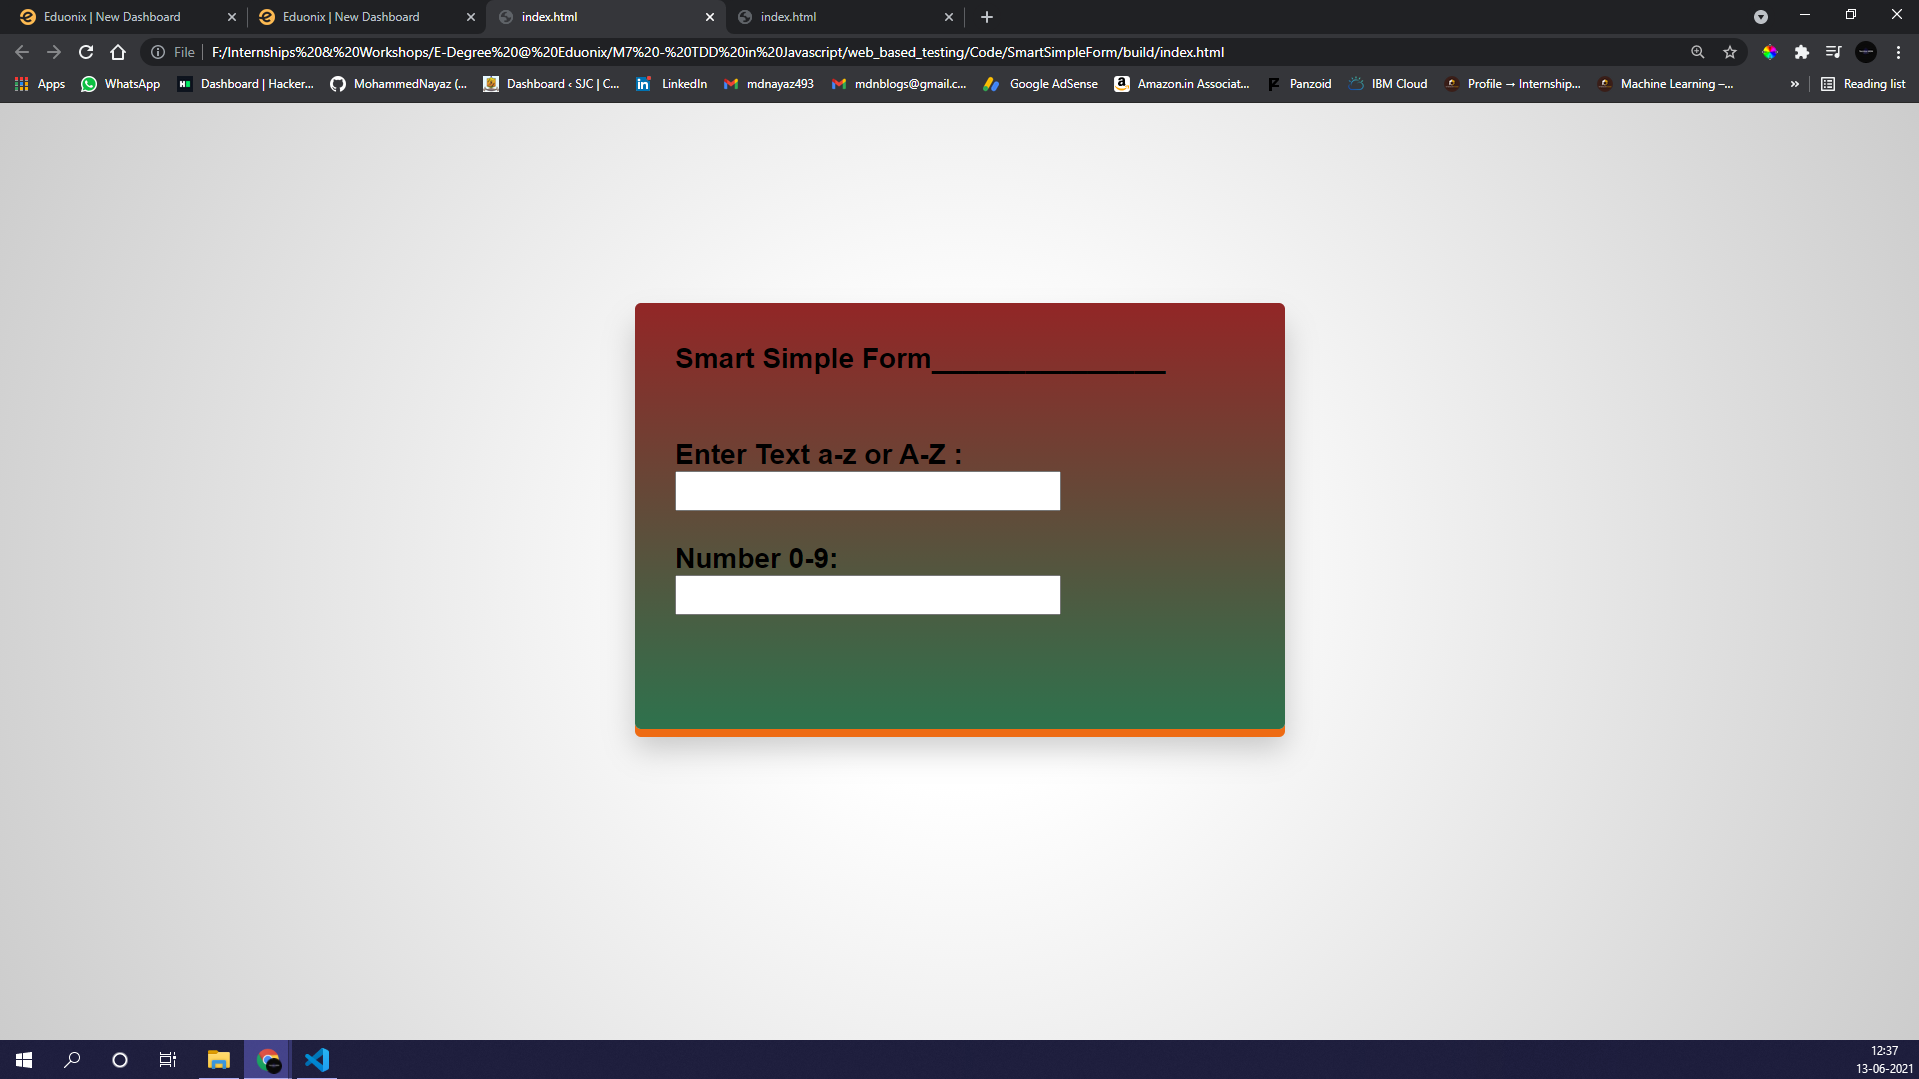 Eduonix | New Dashboard
Eduonix | New Dashboard
index.html
index.html
File
F:/Internships%20&%20Workshops/E-Degree%20@%20Eduonix/M7%20-%20TDD%20in%20Javascript/web_based_testing/Code/SmartSimpleForm/build/index.html
Apps
WhatsApp
Dashboard | Hacker...
MohammedNayaz (...
Dashboard ‹ SJC | C...
LinkedIn
mdnayaz493
mdnblogs@gmail.c...
Google AdSense
Amazon.in Associat...
Panzoid
IBM Cloud
Profile → Internship...
Machine Learning –...
»
Reading list
Smart Simple Form_______________
Enter Text a-z or A-Z :
Number 0-9:
12:37
13-06-2021